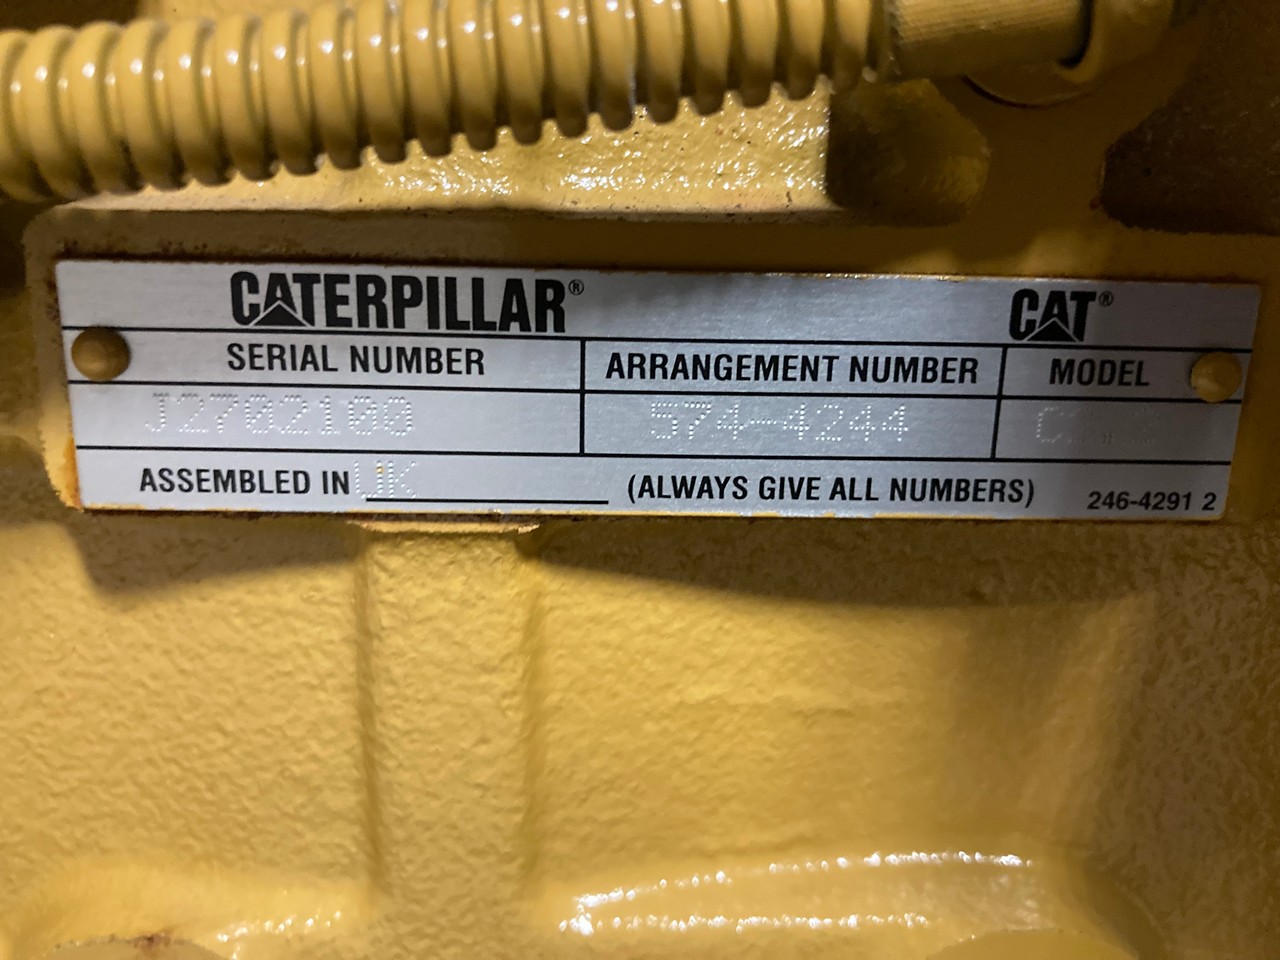 CATERPILLAR® CAT®
SERIAL NUMBER ARRANGEMENT NUMBER MODEL
J2702100 574-4244
ASSEMBLED IN UK (ALWAYS GIVE ALL NUMBERS) 246-4291 2